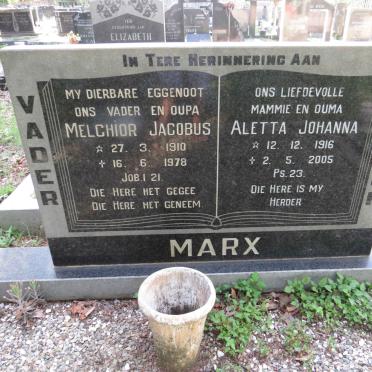 ELIZABETH
In Tere Herinnering Aan
VADER
MY DIERBARE EGGENOOT
ONS VADER EN OUPA
MELCHIOR JACOBUS
☆ 27. 3. 1910
✢ 16. 6. 1978
JOB.1 21.
DIE HERE HET GEGEE
DIE HERE HET GENEEM
ONS LIEFDEVOLLE
MAMMIE EN OUMA
ALETTA JOHANNA
☆ 12. 12. 1916
✢ 2. 5. 2005
PS.23.
DIE HERE IS MY
HERDER
MARX